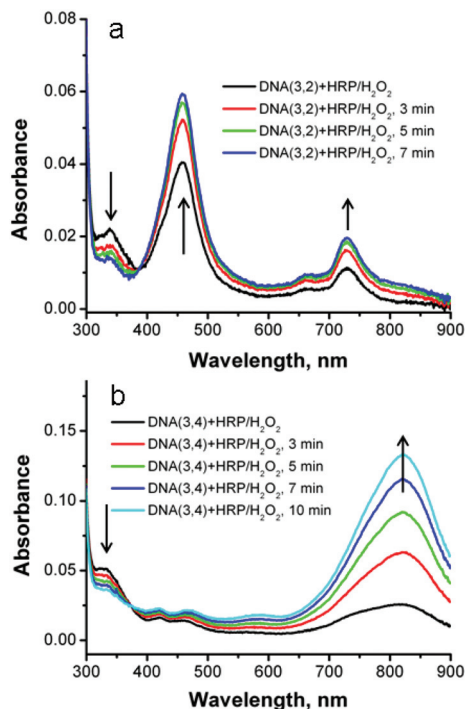 a
0.08
0.06
0.04
0.02
0.00
Absorbance
DNA(3,2)+HRP/H₂O₂
DNA(3,2)+HRP/H₂O₂, 3 min
DNA(3,2)+HRP/H₂O₂, 5 min
DNA(3,2)+HRP/H₂O₂, 7 min
300 400 500 600 700 800 900
Wavelength, nm
b
0.15
0.10
0.05
0.00
Absorbance
DNA(3,4)+HRP/H₂O₂
DNA(3,4)+HRP/H₂O₂, 3 min
DNA(3,4)+HRP/H₂O₂, 5 min
DNA(3,4)+HRP/H₂O₂, 7 min
DNA(3,4)+HRP/H₂O₂, 10 min
300 400 500 600 700 800 900
Wavelength, nm